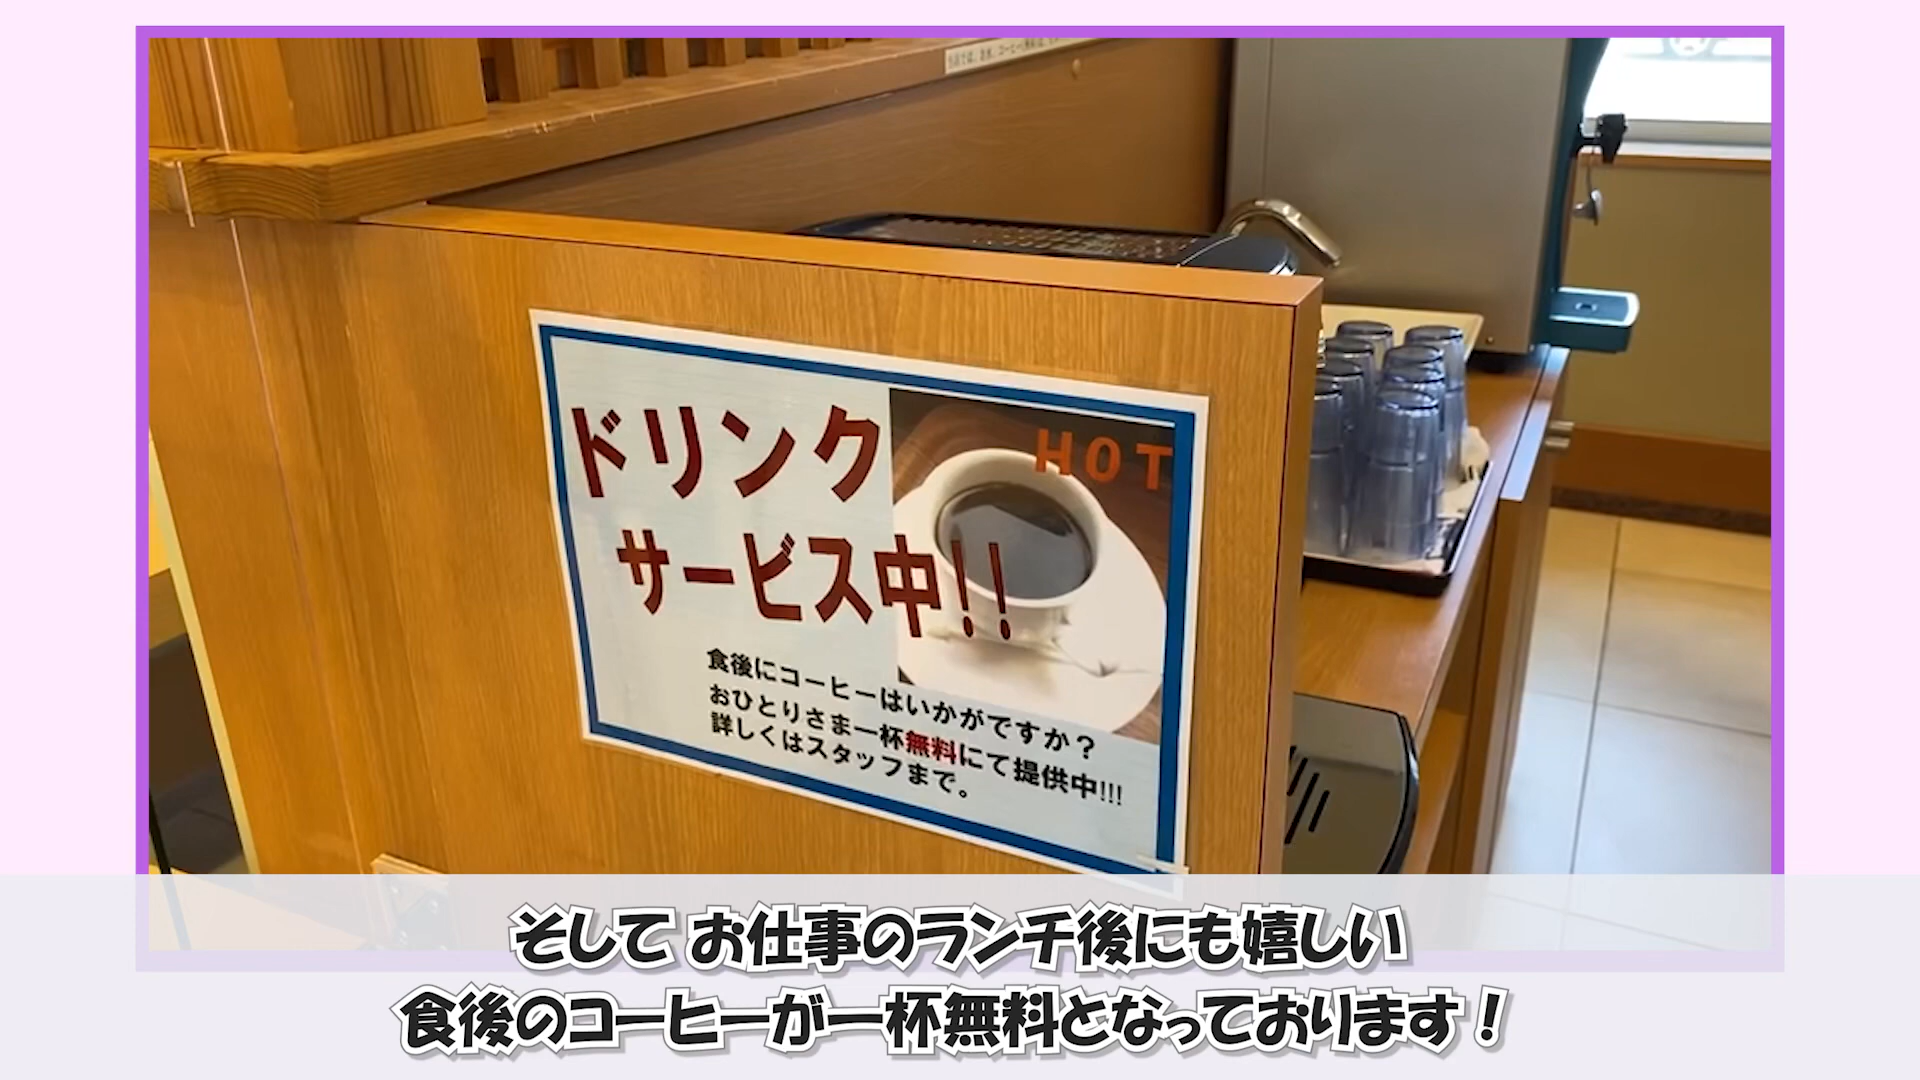 ドリンク
HOT
サービス中!!
食後にコーヒーはいかがですか？
おひとりさま一杯無料にて提供中!!!
詳しくはスタッフまで。
そして お仕事のランチ後にも嬉しい
食後のコーヒーが一杯無料となっております！